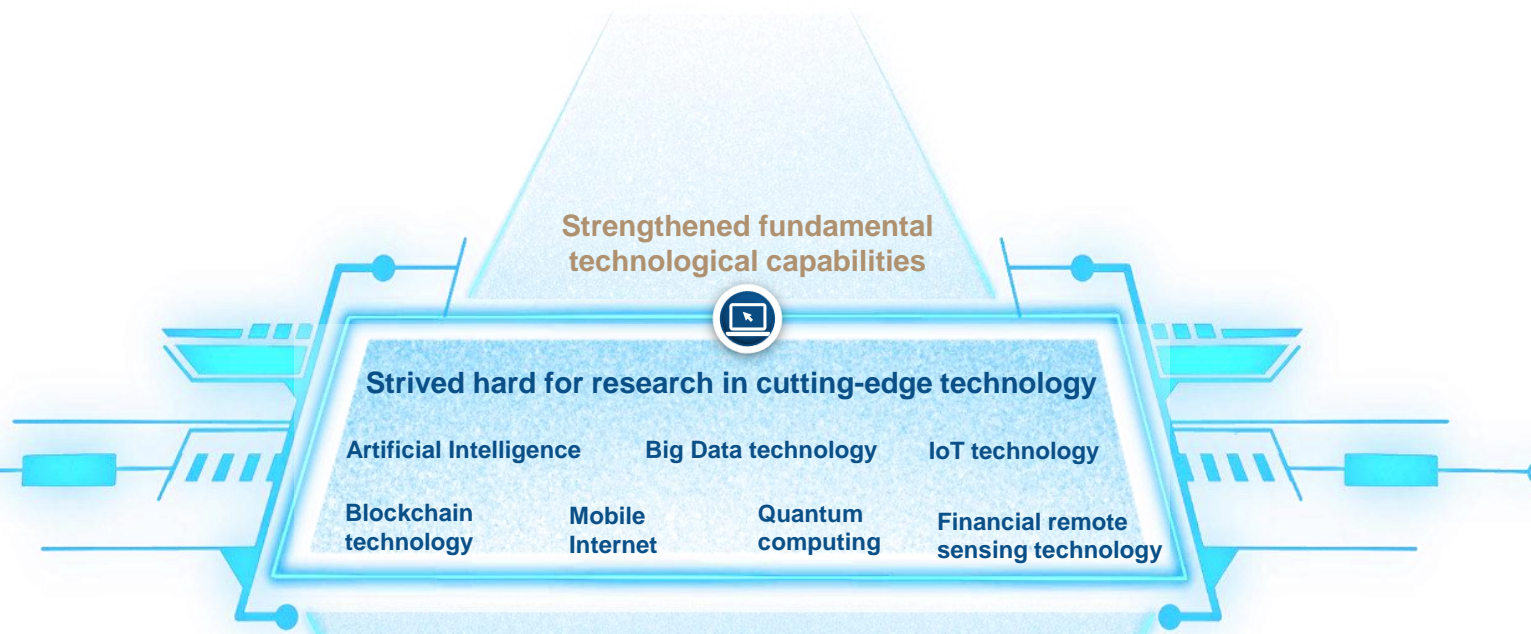 Strengthened fundamental
technological capabilities
Strived hard for research in cutting-edge technology
Artificial Intelligence
Big Data technology
IoT technology
Blockchain
technology
Mobile
Internet
Quantum
computing
Financial remote
sensing technology